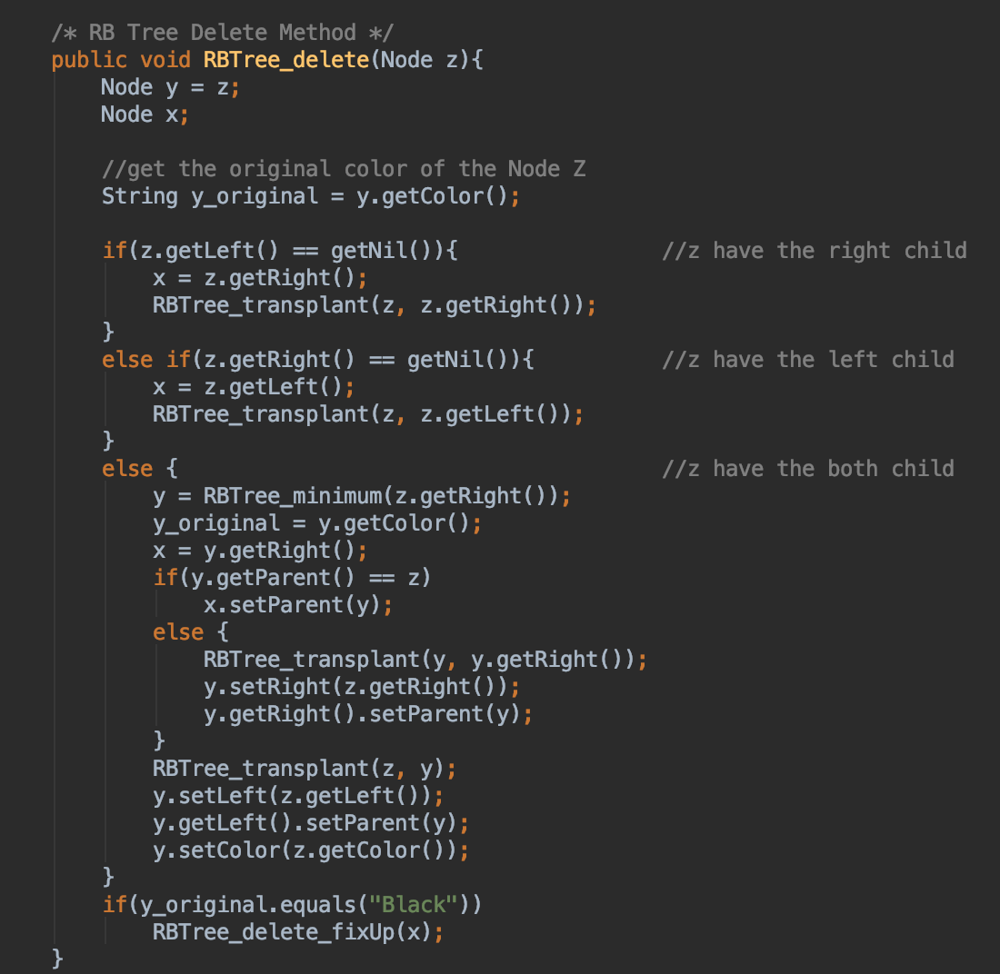 /* RB Tree Delete Method */
public void RBTree_delete(Node z){
Node y = z;
Node x;
//get the original color of the Node Z
String y_original = y.getColor();
if(z.getLeft() == getNil()){ //z have the right child
x = z.getRight();
RBTree_transplant(z, z.getRight());
}
else if(z.getRight() == getNil()){ //z have the left child
x = z.getLeft();
RBTree_transplant(z, z.getLeft());
}
else { //z have the both child
y = RBTree_minimum(z.getRight());
y_original = y.getColor();
x = y.getRight();
if(y.getParent() == z)
x.setParent(y);
else {
RBTree_transplant(y, y.getRight());
y.setRight(z.getRight());
y.getRight().setParent(y);
}
RBTree_transplant(z, y);
y.setLeft(z.getLeft());
y.getLeft().setParent(y);
y.setColor(z.getColor());
}
if(y_original.equals("Black"))
RBTree_delete_fixUp(x);
}